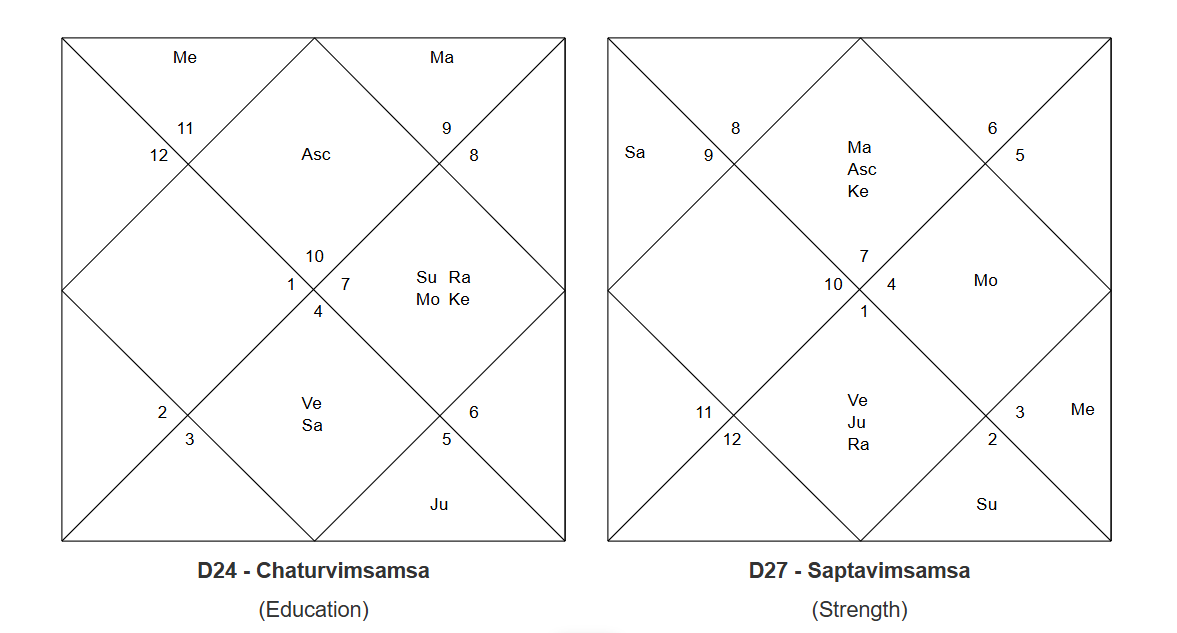 Me
Ma
11
9
12
Asc
8
10
1
7
Su Ra
Mo Ke
4
Ve
Sa
2
6
3
5
Ju
D24 - Chaturvimsamsa
(Education)
8
6
Sa
9
Ma
Asc
Ke
5
7
10
4
Mo
1
Ve
Ju
Ra
11
3
Me
12
2
Su
D27 - Saptavimsamsa
(Strength)